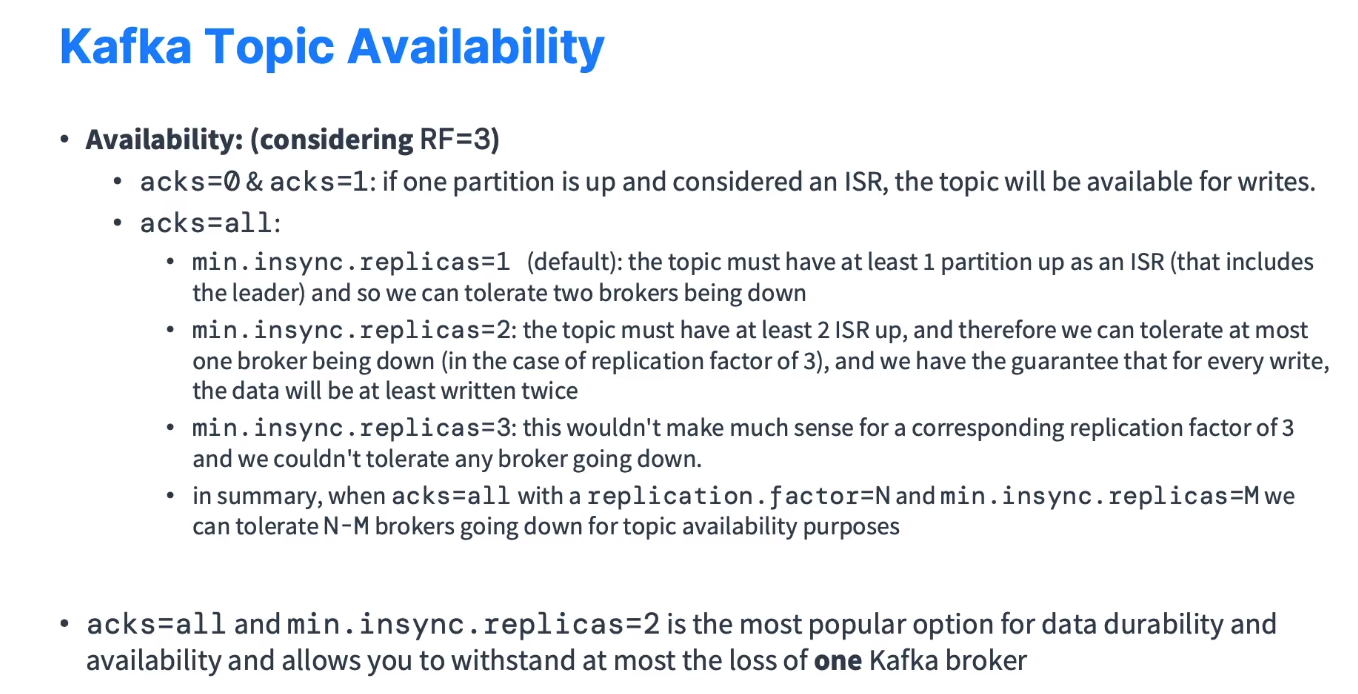 Kafka Topic Availability
• Availability: (considering RF=3)
• acks=0 & acks=1: if one partition is up and considered an ISR, the topic will be available for writes.
• acks=all:
• min.insync.replicas=1 (default): the topic must have at least 1 partition up as an ISR (that includes
the leader) and so we can tolerate two brokers being down
• min.insync.replicas=2: the topic must have at least 2 ISR up, and therefore we can tolerate at most
one broker being down (in the case of replication factor of 3), and we have the guarantee that for every write,
the data will be at least written twice
• min.insync.replicas=3: this wouldn't make much sense for a corresponding replication factor of 3
and we couldn't tolerate any broker going down.
• in summary, when acks=all with a replication.factor=N and min.insync.replicas=M we
can tolerate N-M brokers going down for topic availability purposes
• acks=all and min.insync.replicas=2 is the most popular option for data durability and
availability and allows you to withstand at most the loss of one Kafka broker